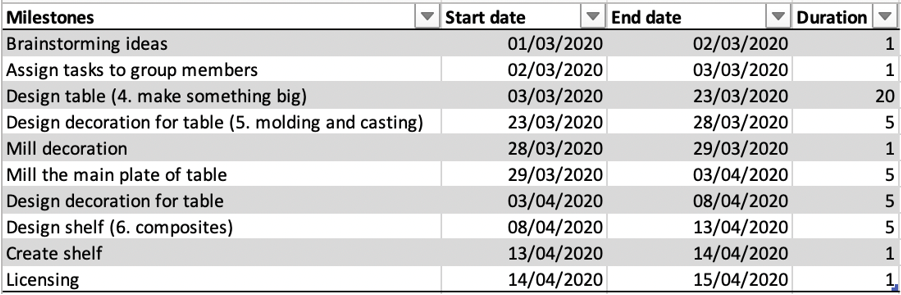 Milestones Start date End date Duration
Brainstorming ideas 01/03/2020 02/03/2020 1
Assign tasks to group members 02/03/2020 03/03/2020 1
Design table (4. make something big) 03/03/2020 23/03/2020 20
Design decoration for table (5. molding and casting) 23/03/2020 28/03/2020 5
Mill decoration 28/03/2020 29/03/2020 1
Mill the main plate of table 29/03/2020 03/04/2020 5
Design decoration for table 03/04/2020 08/04/2020 5
Design shelf (6. composites) 08/04/2020 13/04/2020 5
Create shelf 13/04/2020 14/04/2020 1
Licensing 14/04/2020 15/04/2020 1